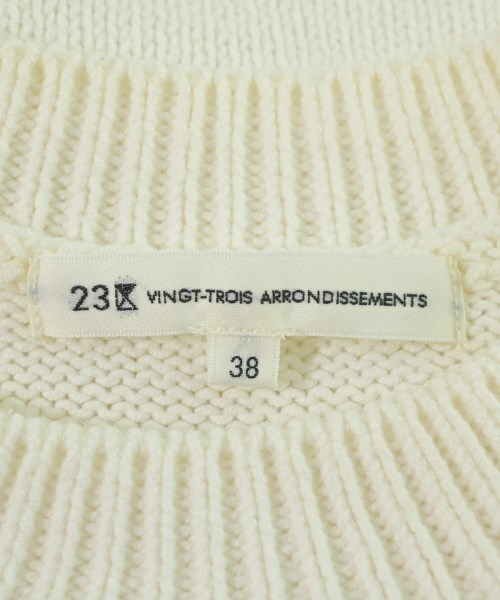 23区 VINGT-TROIS ARRONDISSEMENTS
38